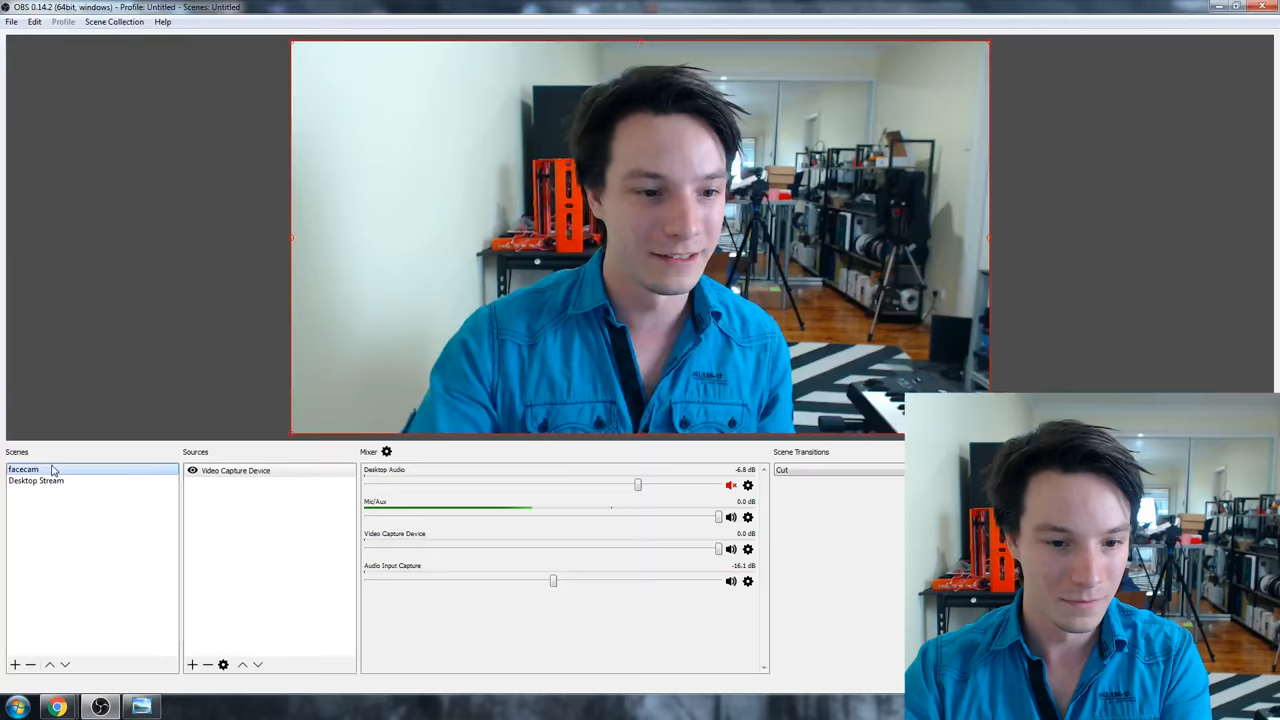 OBS 0.14.2 (64bit, windows) - Profile: Untitled - Scenes: Untitled
File Edit Profile Scene Collection Help
Scenes Sources Mixer Scene Transitions
facecam
Desktop Stream
Video Capture Device
Desktop Audio -6.8 dB
Mic/Aux 0.0 dB
Video Capture Device 0.0 dB
Audio Input Capture -16.1 dB
Cut